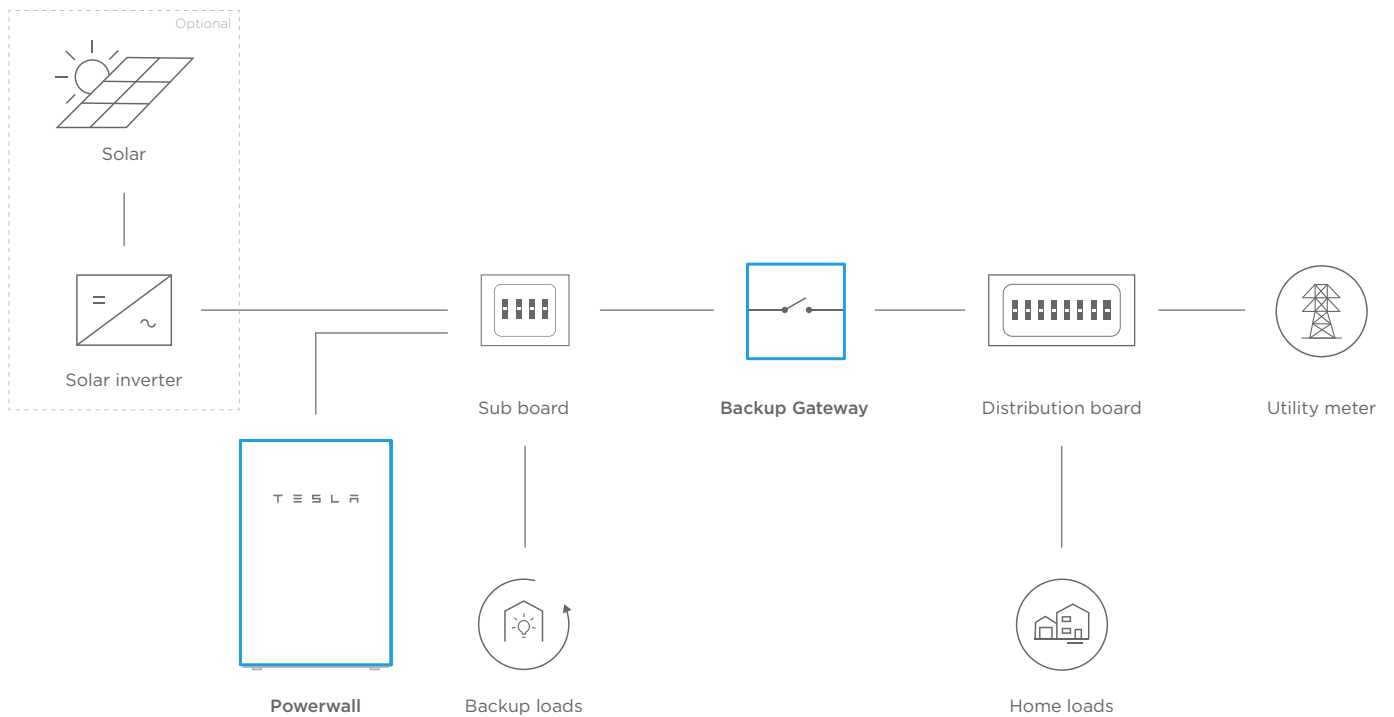 Optional
Solar
Solar inverter
Sub board
Backup Gateway
Distribution board
Utility meter
TESLA
Powerwall
Backup loads
Home loads